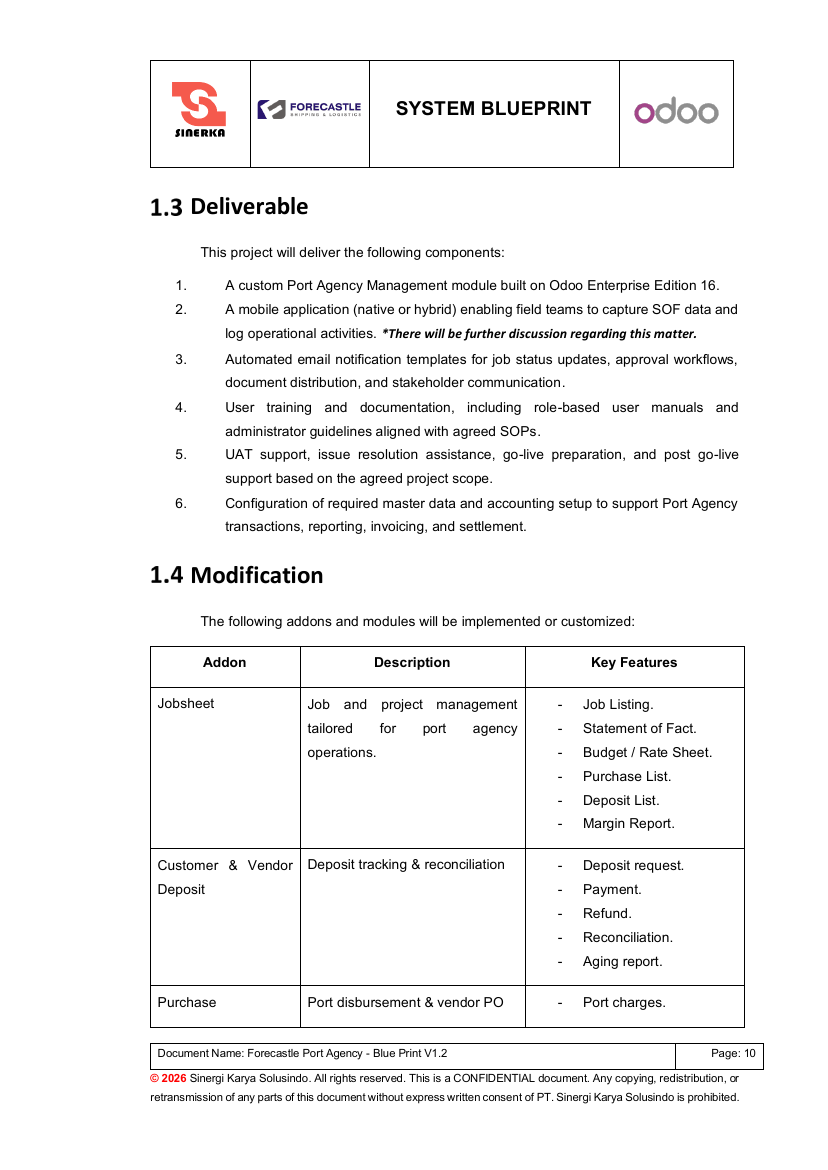 SINERKA
FORECASTLE
SHIPPING & LOGISTICS
SYSTEM BLUEPRINT
odoo
1.3 Deliverable
This project will deliver the following components:
1. A custom Port Agency Management module built on Odoo Enterprise Edition 16.
2. A mobile application (native or hybrid) enabling field teams to capture SOF data and
log operational activities. *There will be further discussion regarding this matter.
3. Automated email notification templates for job status updates, approval workflows,
document distribution, and stakeholder communication.
4. User training and documentation, including role-based user manuals and
administrator guidelines aligned with agreed SOPs.
5. UAT support, issue resolution assistance, go-live preparation, and post go-live
support based on the agreed project scope.
6. Configuration of required master data and accounting setup to support Port Agency
transactions, reporting, invoicing, and settlement.
1.4 Modification
The following addons and modules will be implemented or customized:
Addon Description Key Features
Jobsheet
Job and project management
tailored for port agency
operations.
- Job Listing.
- Statement of Fact.
- Budget / Rate Sheet.
- Purchase List.
- Deposit List.
- Margin Report.
Customer & Vendor
Deposit
Deposit tracking & reconciliation
- Deposit request.
- Payment.
- Refund.
- Reconciliation.
- Aging report.
Purchase
Port disbursement & vendor PO
- Port charges.
Document Name: Forecastle Port Agency - Blue Print V1.2 Page: 10
© 2026 Sinergi Karya Solusindo. All rights reserved. This is a CONFIDENTIAL document. Any copying, redistribution, or
retransmission of any parts of this document without express written consent of PT. Sinergi Karya Solusindo is prohibited.